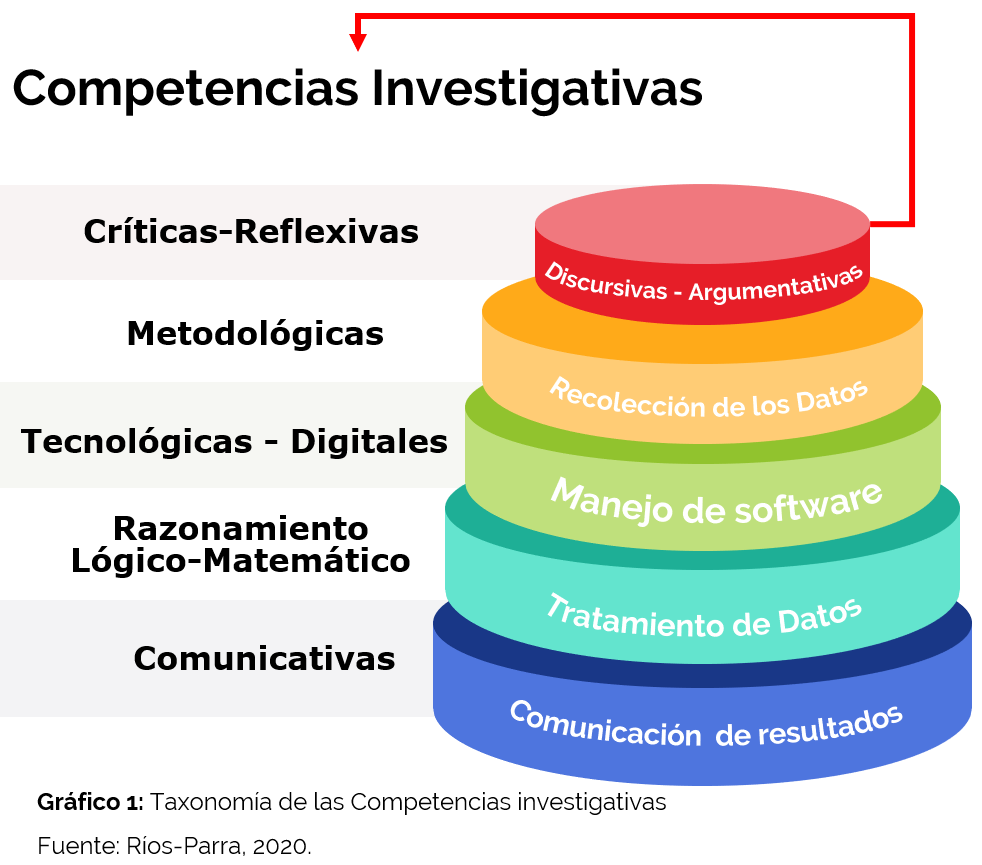 Competencias Investigativas
Críticas-Reflexivas
Discursivas - Argumentativas
Metodológicas
Recolección de los Datos
Tecnológicas - Digitales
Manejo de software
Razonamiento
Lógico-Matemático
Tratamiento de Datos
Comunicativas
Comunicación de resultados
Gráfico 1: Taxonomía de las Competencias investigativas
Fuente: Ríos-Parra, 2020.